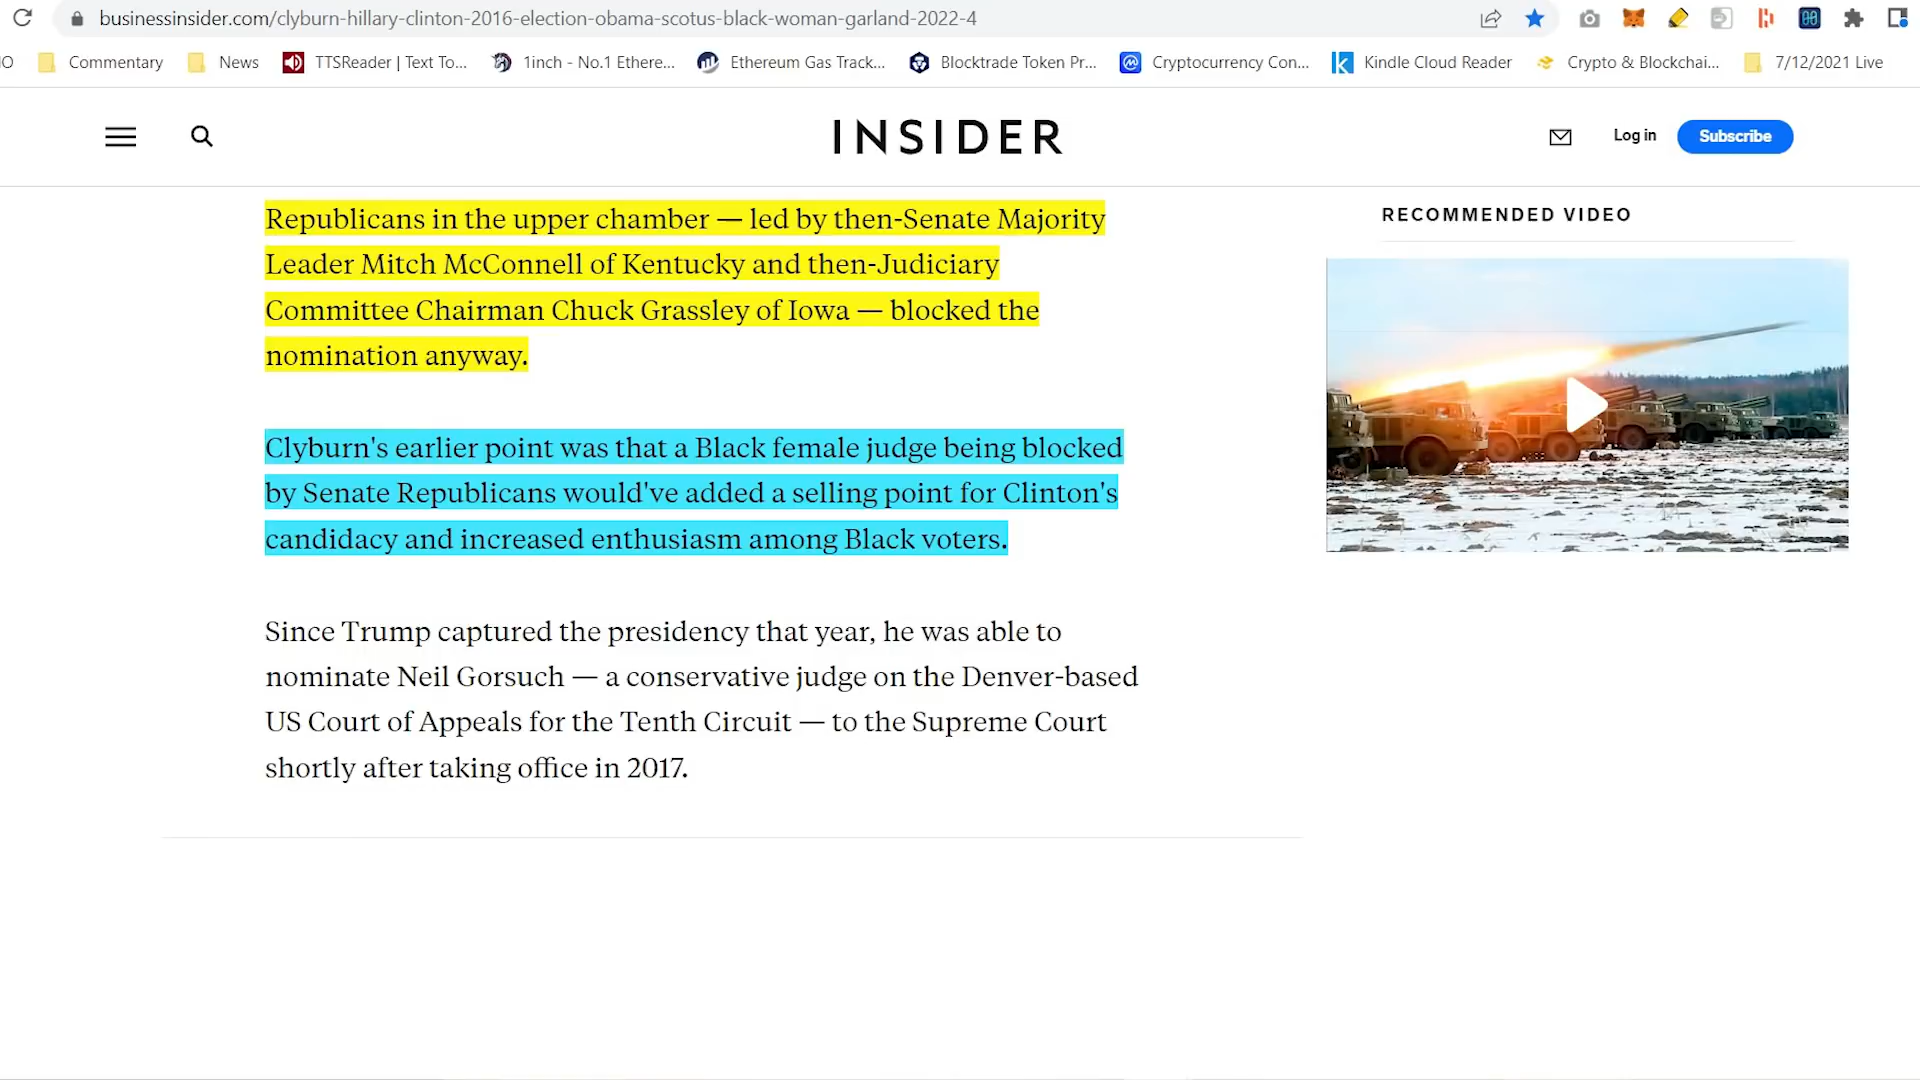 businessinsider.com/clyburn-hillary-clinton-2016-election-obama-scotus-black-woman-garland-2022-4
O Commentary News TTSReader | Text To... 1inch - No.1 Ethere... Ethereum Gas Track... Blocktrade Token Pr... Cryptocurrency Con... Kindle Cloud Reader Crypto & Blockchai... 7/12/2021 Live
INSIDER
Log in
Subscribe
Republicans in the upper chamber — led by then-Senate Majority
Leader Mitch McConnell of Kentucky and then-Judiciary
Committee Chairman Chuck Grassley of Iowa — blocked the
nomination anyway.
Clyburn's earlier point was that a Black female judge being blocked
by Senate Republicans would've added a selling point for Clinton's
candidacy and increased enthusiasm among Black voters.
Since Trump captured the presidency that year, he was able to
nominate Neil Gorsuch — a conservative judge on the Denver-based
US Court of Appeals for the Tenth Circuit — to the Supreme Court
shortly after taking office in 2017.
RECOMMENDED VIDEO